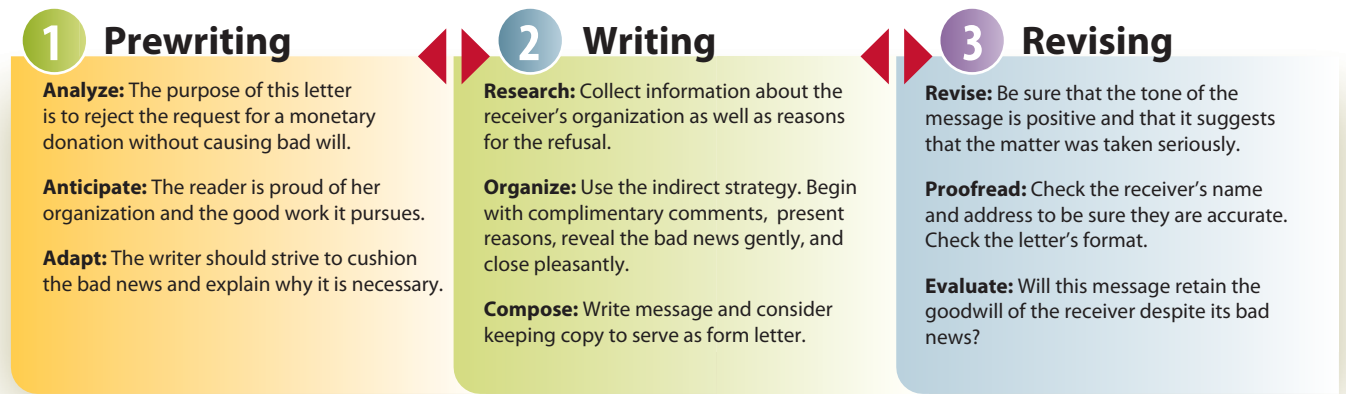 1 Prewriting
Analyze: The purpose of this letter
is to reject the request for a monetary
donation without causing bad will.
Anticipate: The reader is proud of her
organization and the good work it pursues.
Adapt: The writer should strive to cushion
the bad news and explain why it is necessary.
2 Writing
Research: Collect information about the
receiver's organization as well as reasons
for the refusal.
Organize: Use the indirect strategy. Begin
with complimentary comments, present
reasons, reveal the bad news gently, and
close pleasantly.
Compose: Write message and consider
keeping copy to serve as form letter.
3 Revising
Revise: Be sure that the tone of the
message is positive and that it suggests
that the matter was taken seriously.
Proofread: Check the receiver's name
and address to be sure they are accurate.
Check the letter's format.
Evaluate: Will this message retain the
goodwill of the receiver despite its bad
news?